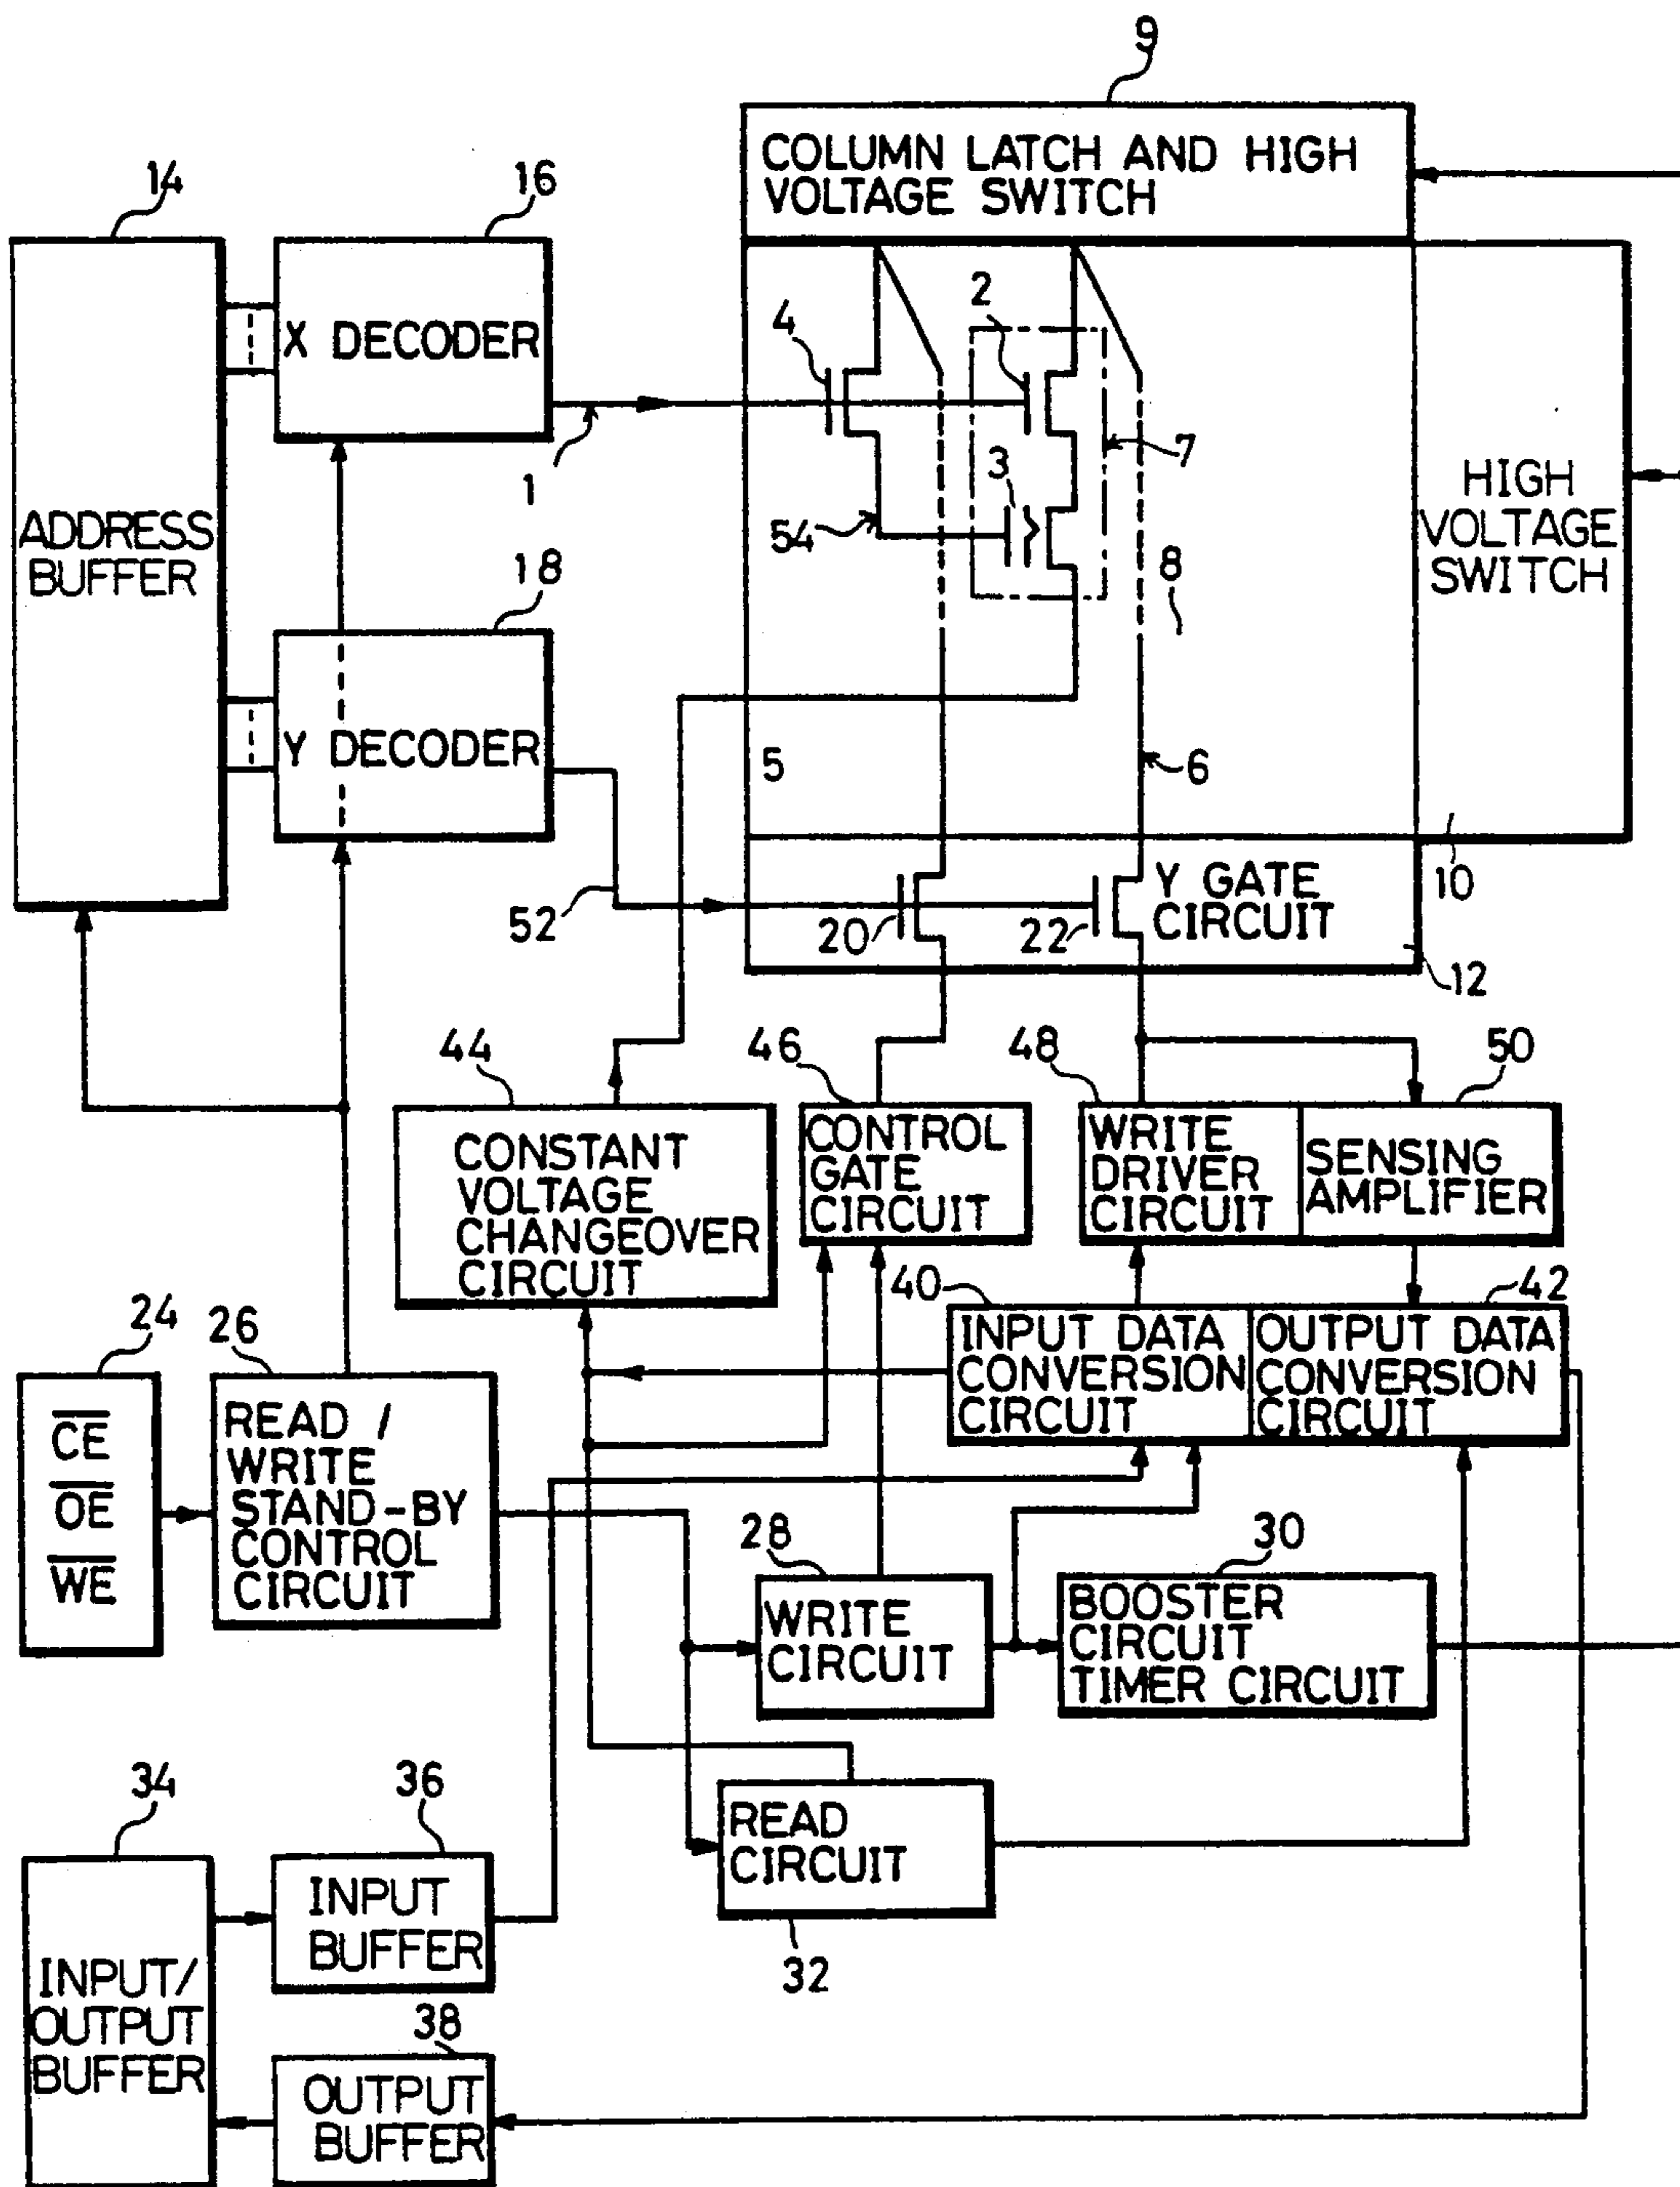 9
COLUMN LATCH AND HIGH
VOLTAGE SWITCH
14
16
ADDRESS
BUFFER
X DECODER
1
18
Y DECODER
52
4
2
3
7
54
8
5
6
HIGH
VOLTAGE
SWITCH
10
20
22
Y GATE
CIRCUIT
12
44
CONSTANT
VOLTAGE
CHANGEOVER
CIRCUIT
46
CONTROL
GATE
CIRCUIT
48
WRITE
DRIVER
CIRCUIT
50
SENSING
AMPLIFIER
40
INPUT DATA
CONVERSION
CIRCUIT
42
OUTPUT DATA
CONVERSION
CIRCUIT
24
CE
OE
WE
26
READ /
WRITE
STAND-BY
CONTROL
CIRCUIT
28
WRITE
CIRCUIT
30
BOOSTER
CIRCUIT
TIMER CIRCUIT
READ
CIRCUIT
32
34
INPUT/
OUTPUT
BUFFER
36
INPUT
BUFFER
38
OUTPUT
BUFFER